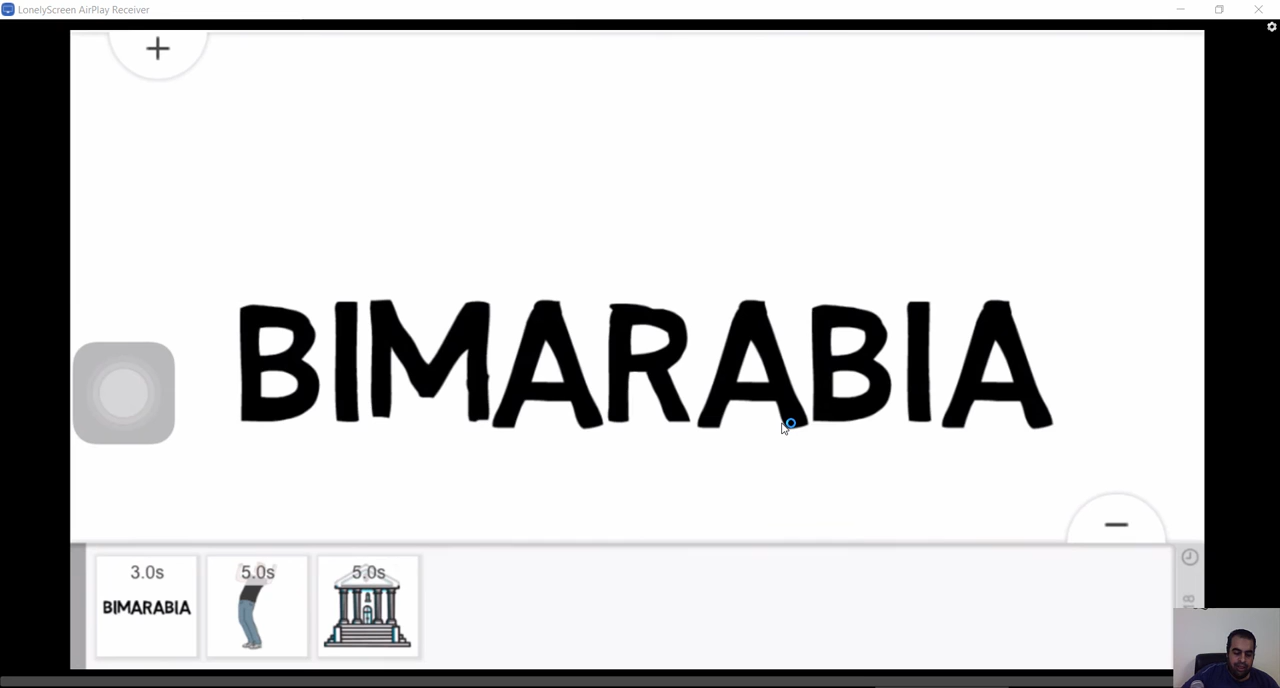 LonelyScreen AirPlay Receiver
BIMARABIA
3.0s
5.0s
5.0s
BIMARABIA